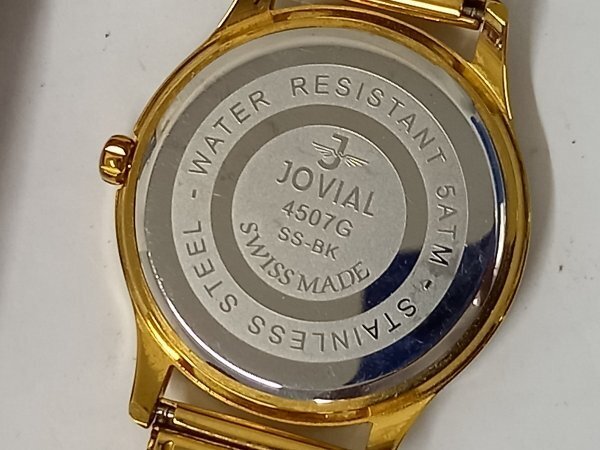 WATER RESISTANT 5ATM - STAINLESS STEEL -
J
JOVIAL
4507G
SS-BK
SWISS MADE